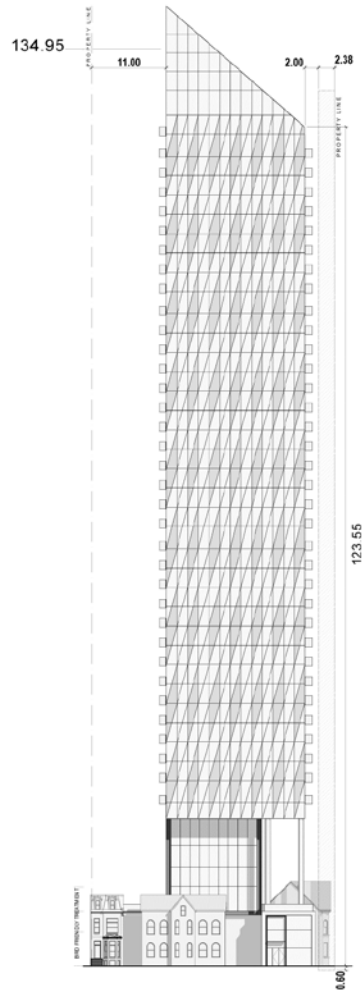 PROPERTY LINE
134.95
11.00
2.00
2.38
PROPERTY LINE
123.55
BIRD FRIENDLY TREATMENT
0.60